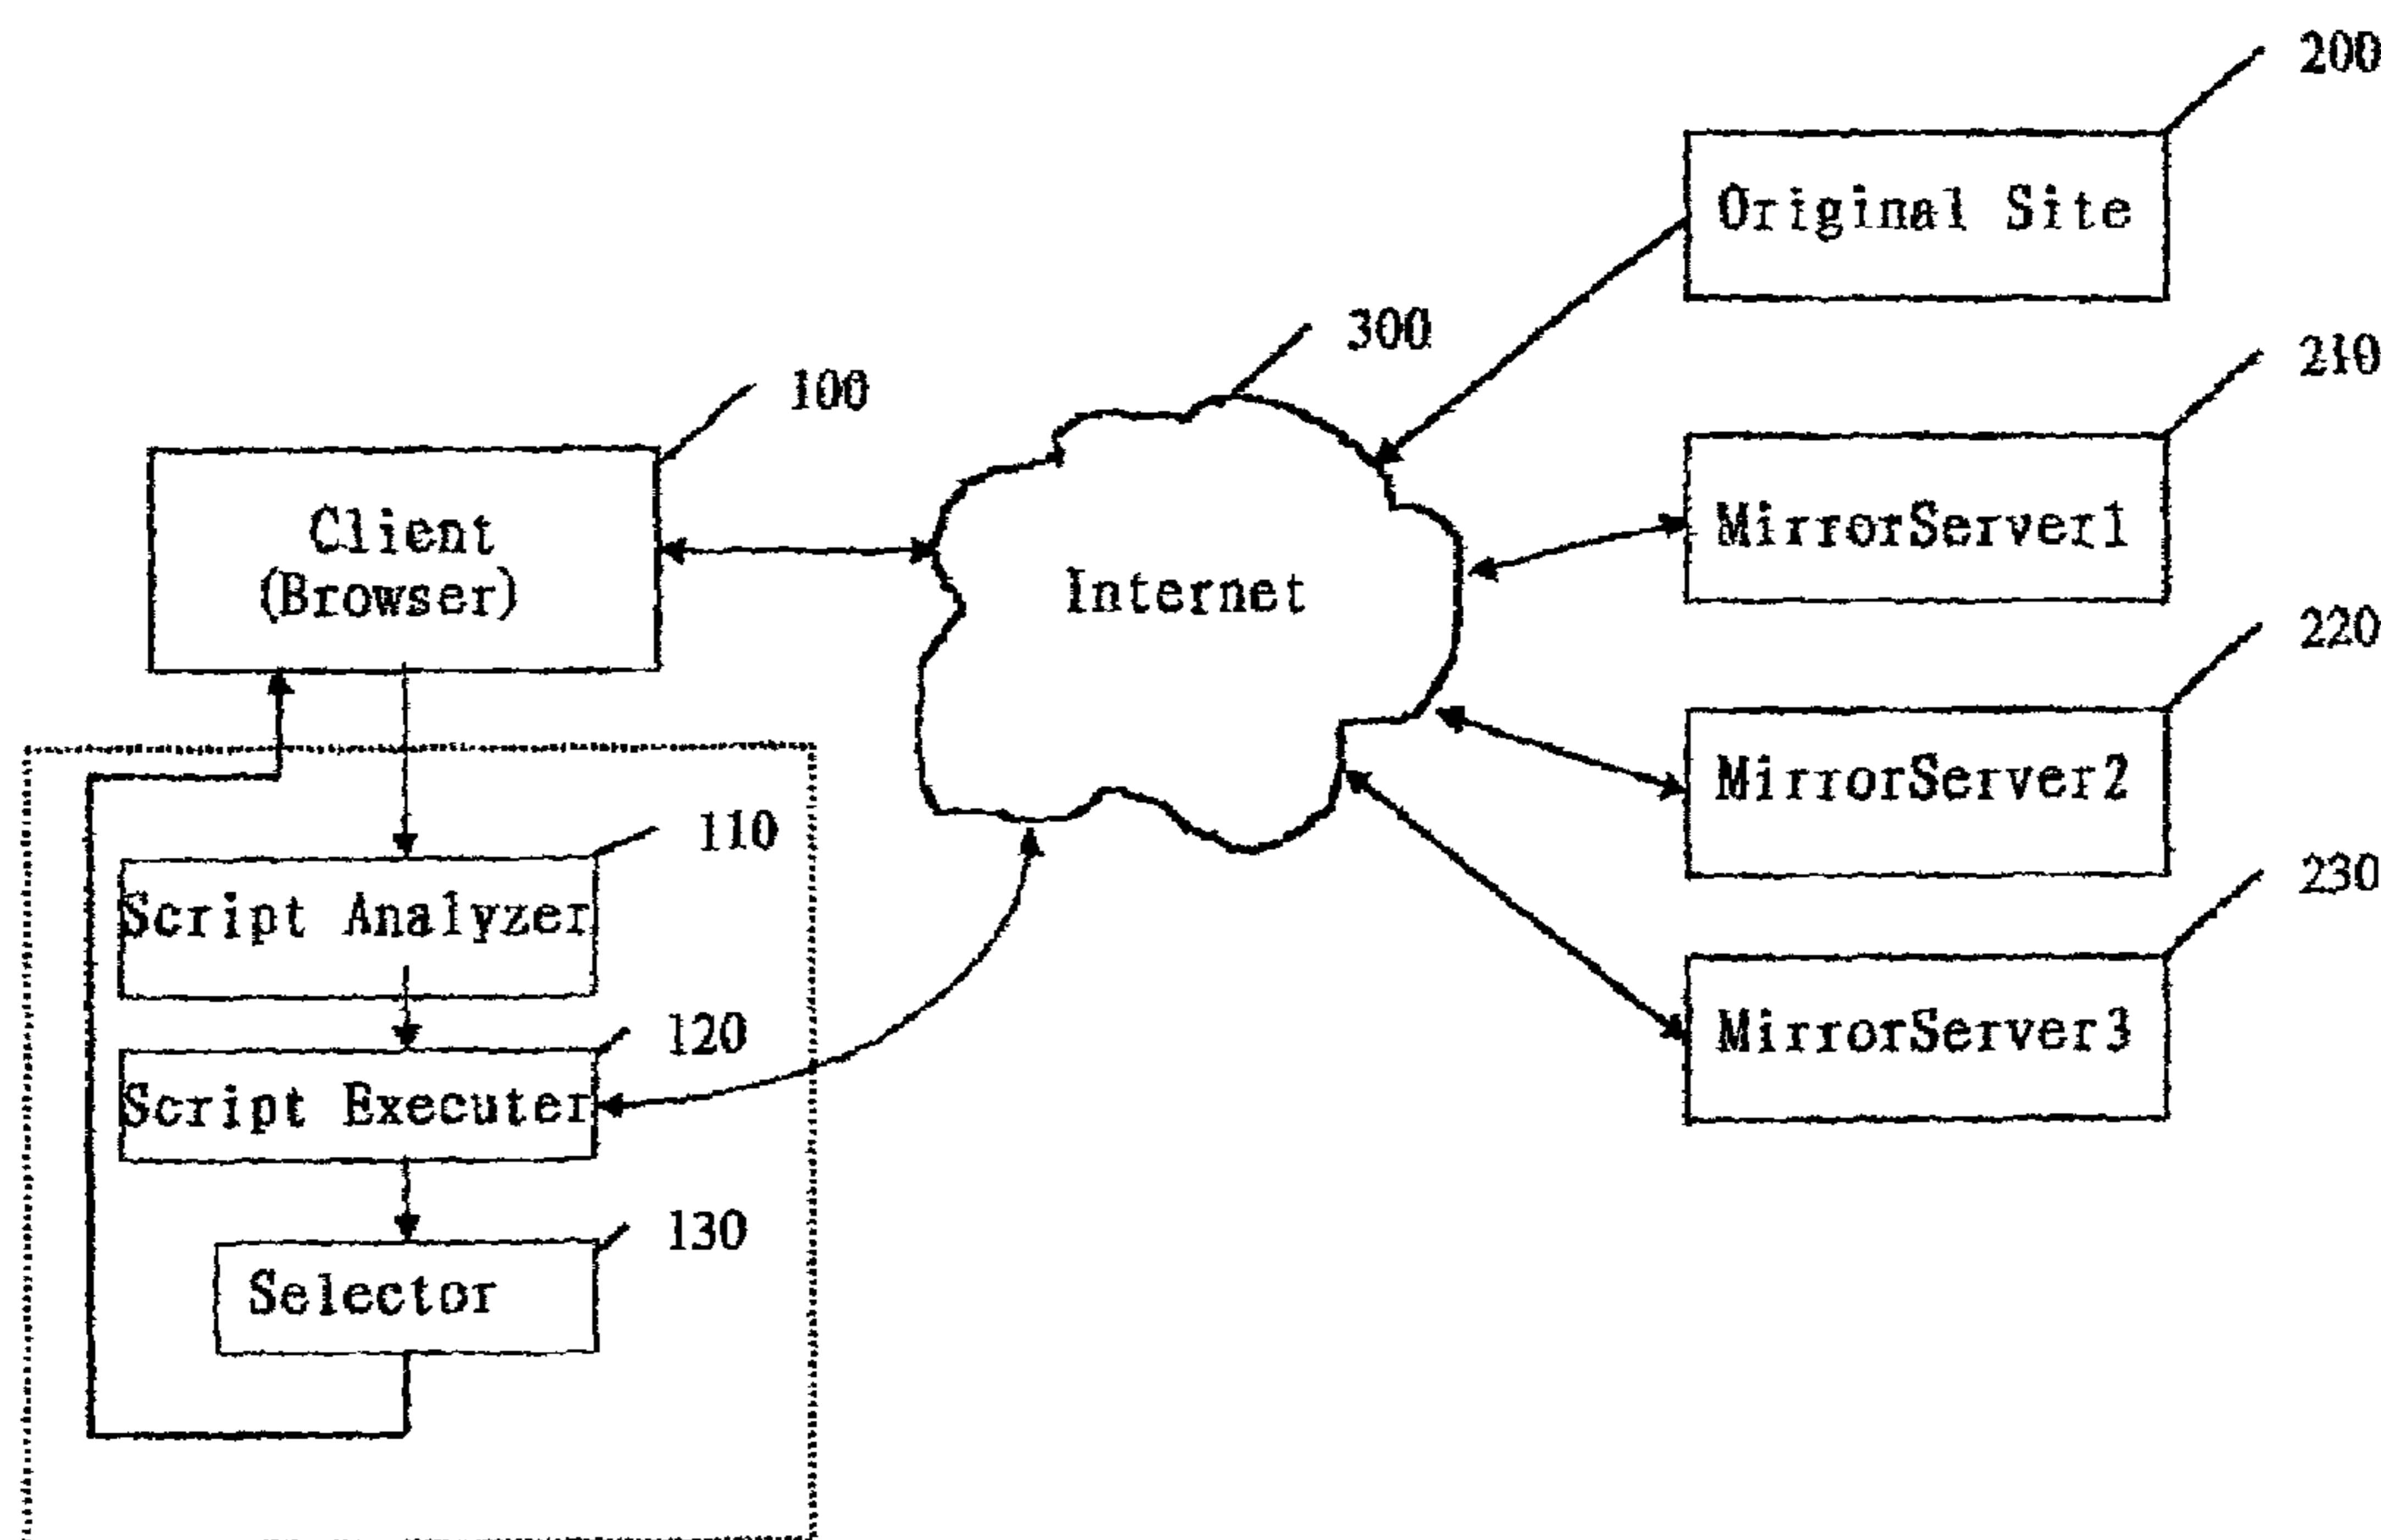 200
Original Site
300
210
100
MirrorServer1
Client
(Browser)
Internet
220
MirrorServer2
110
230
Script Analyzer
120
MirrorServer3
Script Executer
130
Selector